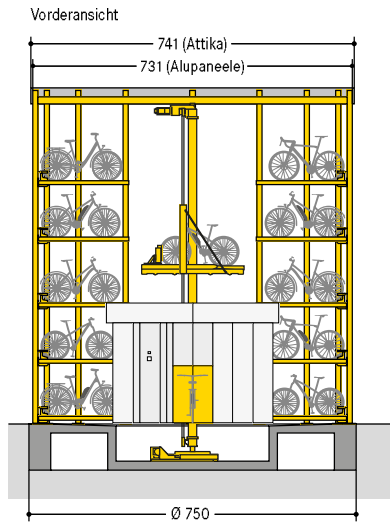 Vorderansicht
741 (Attika)
731 (Alupaneele)
Ø 750